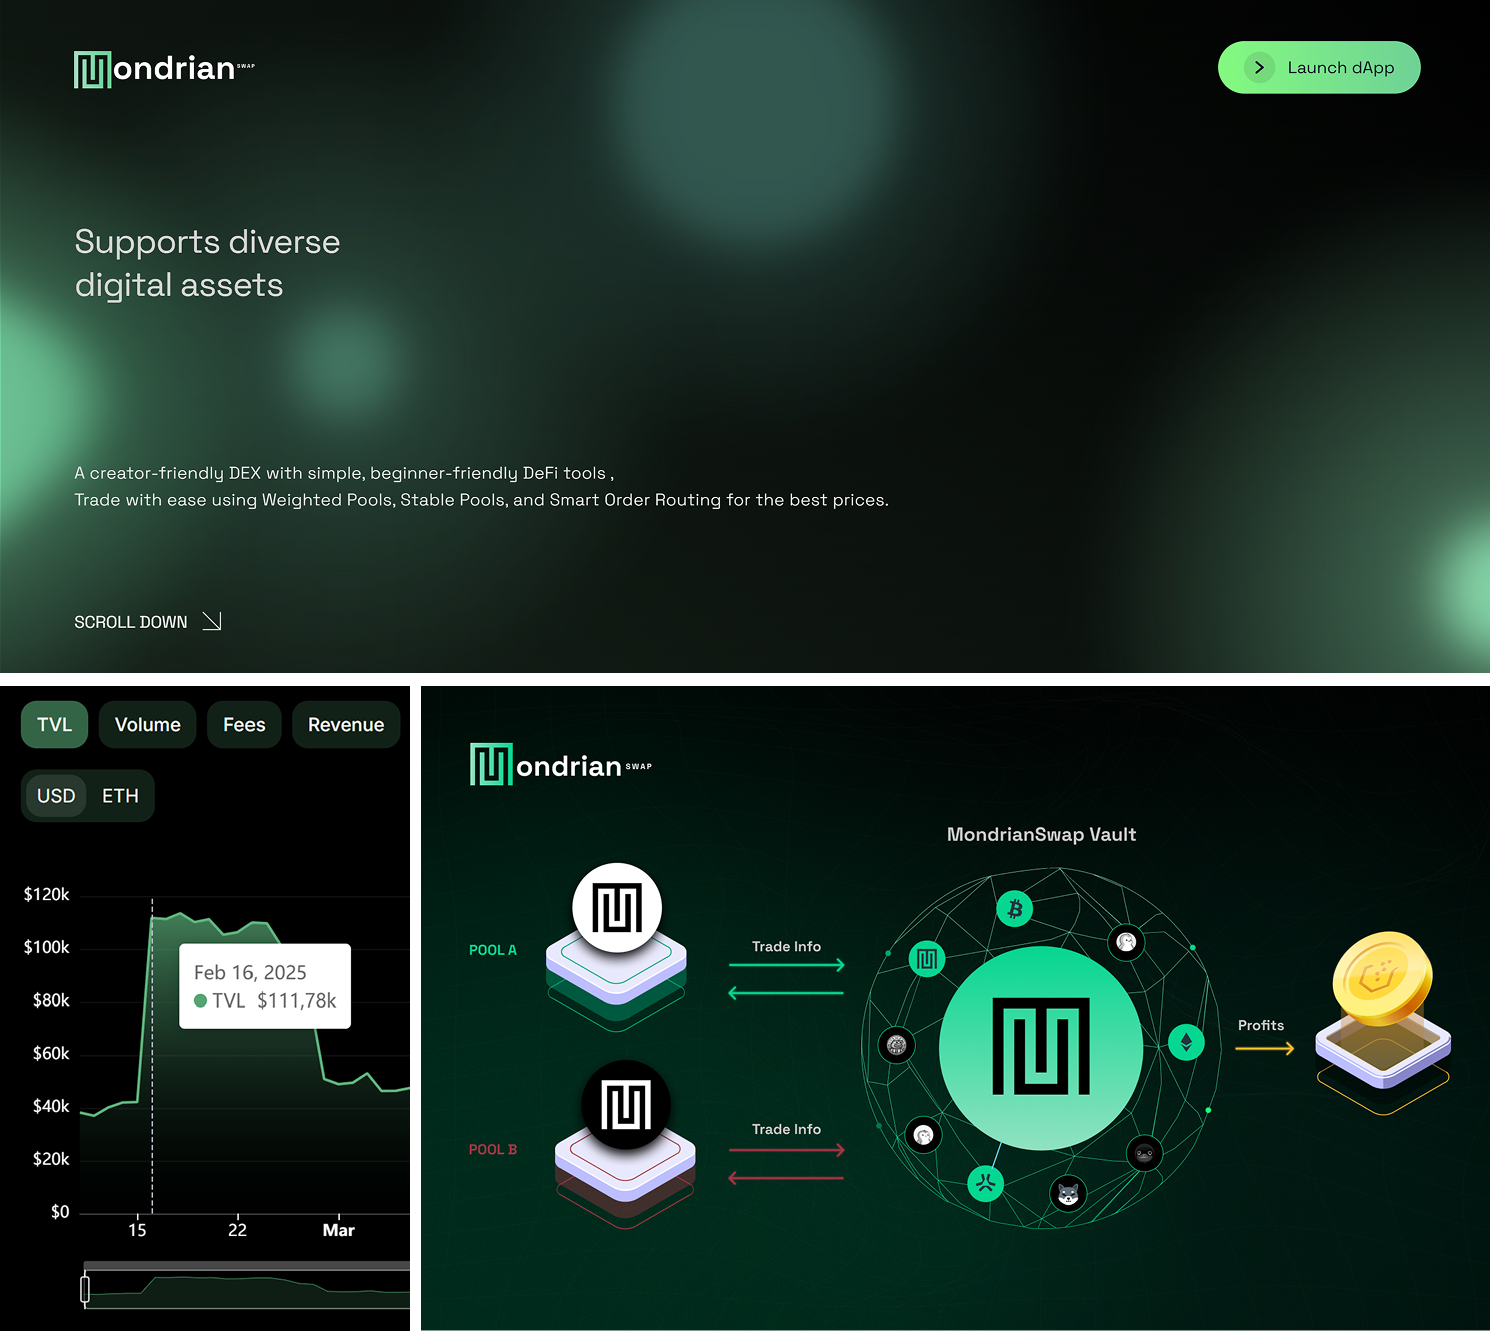 Mondrian SWAP
Launch dApp
Supports diverse
digital assets
A creator-friendly DEX with simple, beginner-friendly DeFi tools ,
Trade with ease using Weighted Pools, Stable Pools, and Smart Order Routing for the best prices.
SCROLL DOWN
TVL Volume Fees Revenue
USD ETH
$120k
$100k
$80k
$60k
$40k
$20k
$0
Feb 16, 2025
TVL $111,78k
15 22 Mar
Mondrian SWAP
MondrianSwap Vault
POOL A
Trade Info
Profits
POOL B
Trade Info